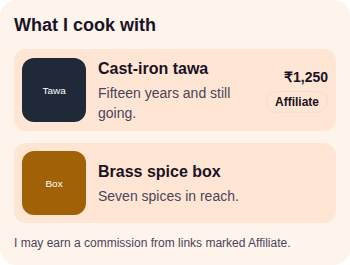 What I cook with
Tawa
Cast-iron tawa
Fifteen years and still
going.
₹1,250
Affiliate
Box
Brass spice box
Seven spices in reach.
I may earn a commission from links marked Affiliate.